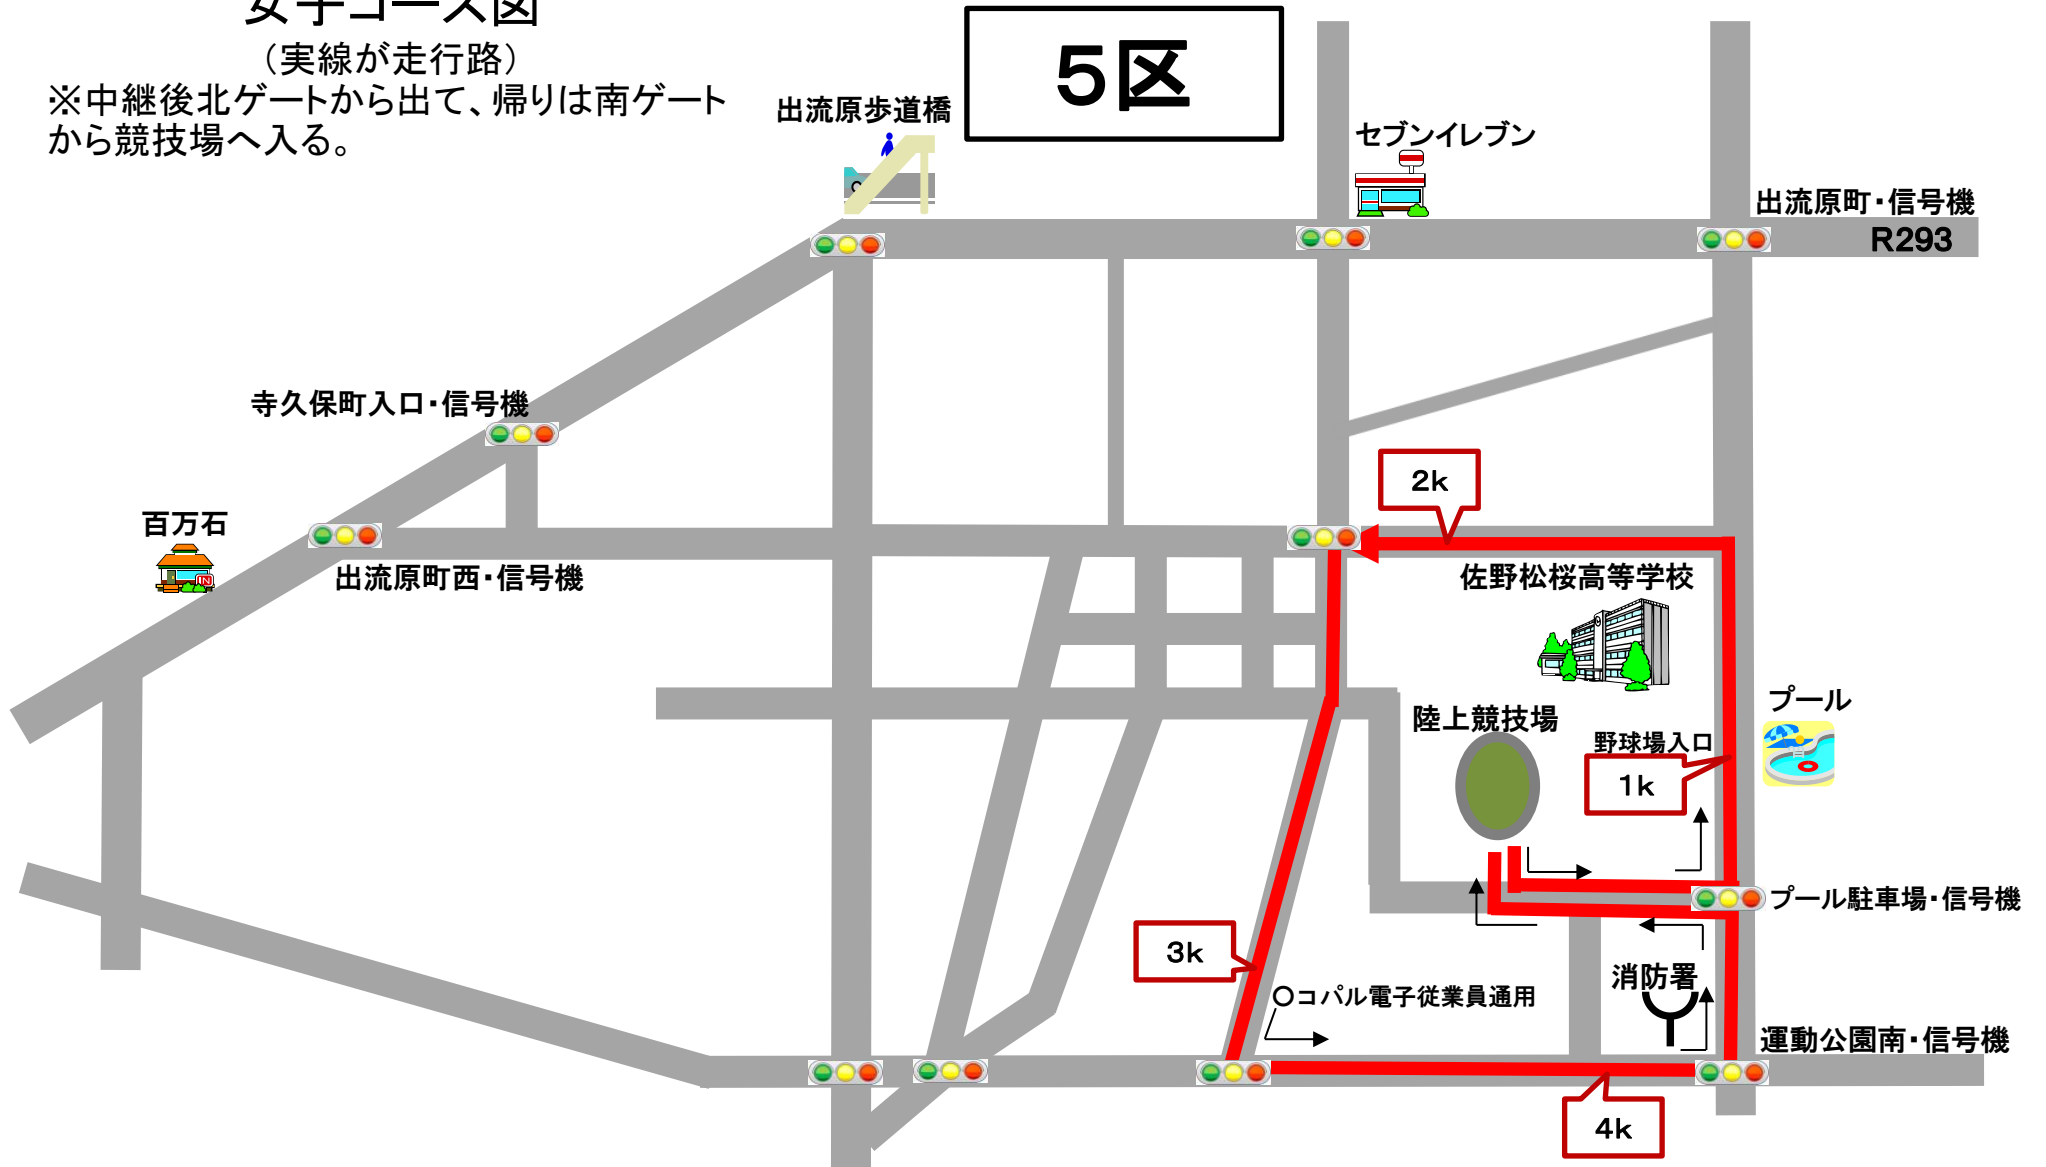 女子コース図
（実線が走行路）
※中継後北ゲートから出て、帰りは南ゲート
から競技場へ入る。
5区
出流原歩道橋
セブンイレブン
出流原町・信号機
R293
寺久保町入口・信号機
2k
百万石
出流原町西・信号機
佐野松桜高等学校
プール
陸上競技場
野球場入口
1k
プール駐車場・信号機
3k
消防署
○コパル電子従業員通用
運動公園南・信号機
4k